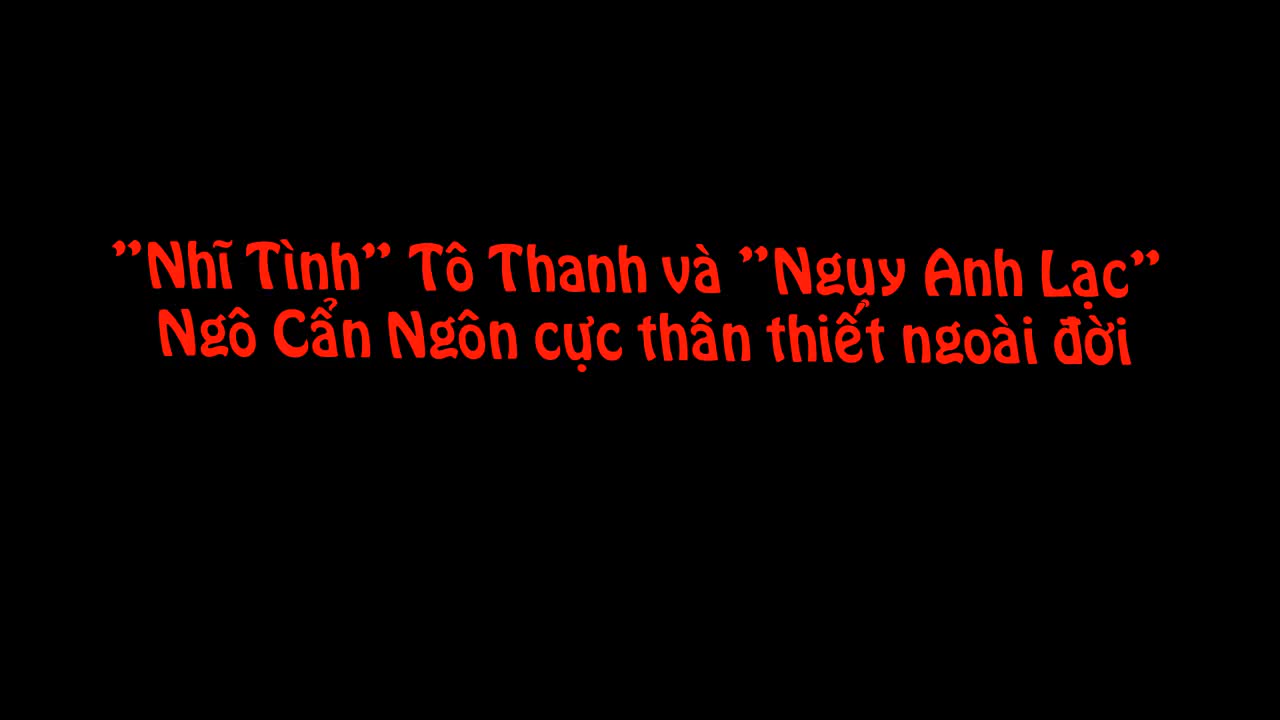 ”Nhĩ Tình” Tô Thanh và ”Ngụy Anh Lạc”
Ngô Cẩn Ngôn cực thân thiết ngoài đời